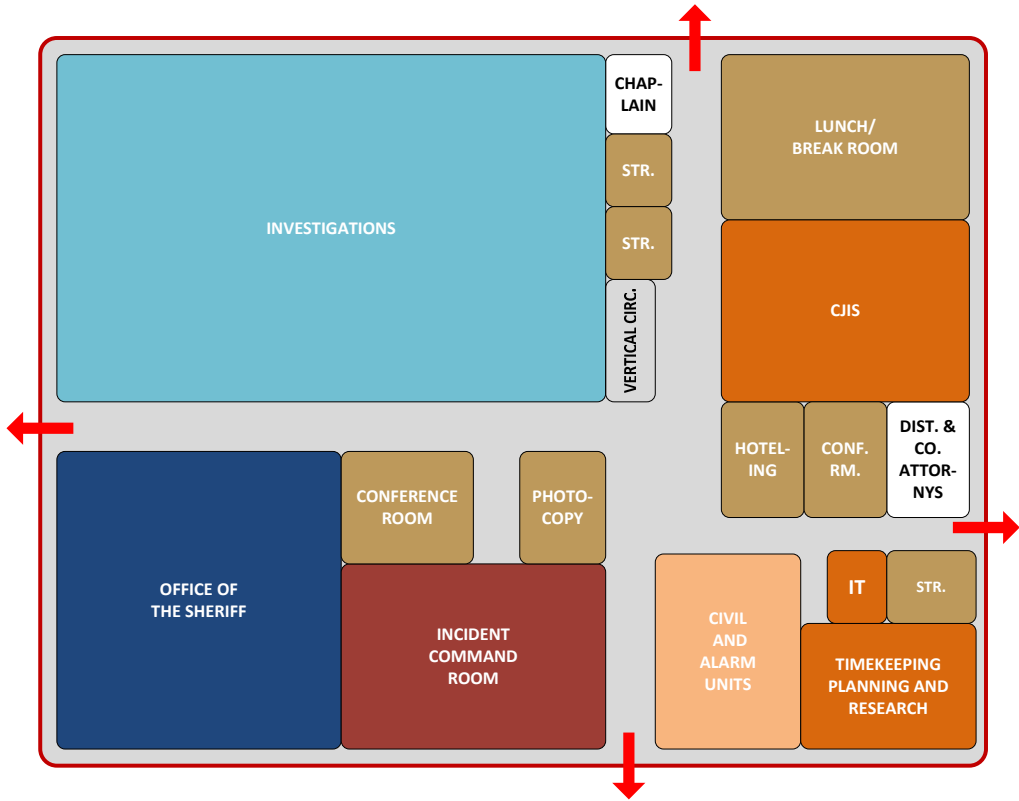 CHAP-
LAIN
LUNCH/
BREAK ROOM
STR.
INVESTIGATIONS
STR.
CJIS
VERTICAL CIRC.
DIST. &
CO.
ATTOR-
NYS
HOTEL-
ING
CONF.
RM.
CONFERENCE
ROOM
PHOTO-
COPY
OFFICE OF
THE SHERIFF
IT
STR.
CIVIL
AND
ALARM
UNITS
INCIDENT
COMMAND
ROOM
TIMEKEEPING
PLANNING AND
RESEARCH